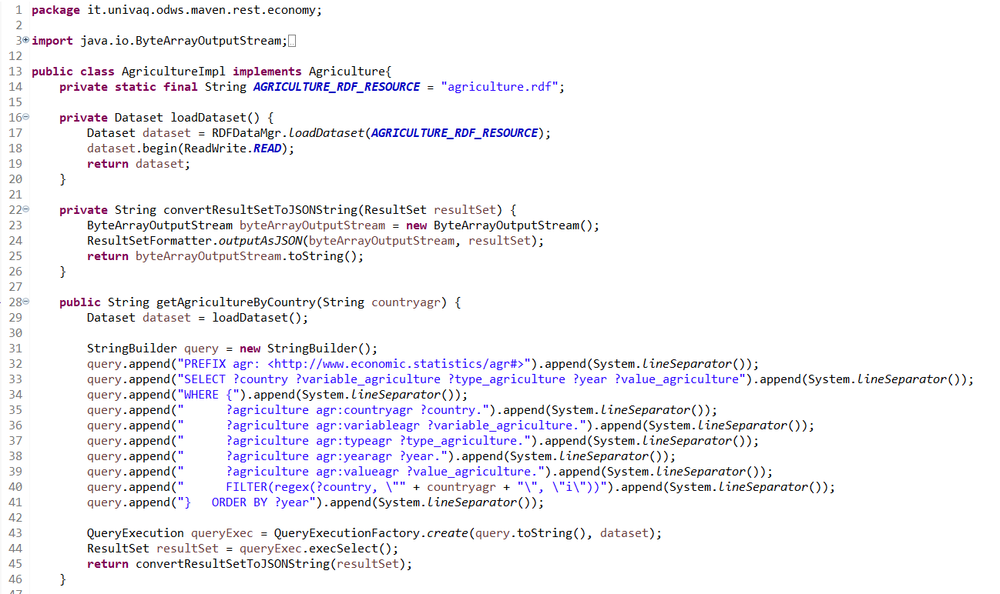 1 package it.univaq.odws.maven.rest.economy;
2
3 import java.io.ByteArrayOutputStream;
12
13 public class AgricultureImpl implements Agriculture{
14     private static final String AGRICULTURE_RDF_RESOURCE = "agriculture.rdf";
15
16     private Dataset loadDataset() {
17         Dataset dataset = RDFDataMgr.loadDataset(AGRICULTURE_RDF_RESOURCE);
18         dataset.begin(ReadWrite.READ);
19         return dataset;
20     }
21
22     private String convertResultSetToJSONString(ResultSet resultSet) {
23         ByteArrayOutputStream byteArrayOutputStream = new ByteArrayOutputStream();
24         ResultSetFormatter.outputAsJSON(byteArrayOutputStream, resultSet);
25         return byteArrayOutputStream.toString();
26     }
27
28     public String getAgricultureByCountry(String countryagr) {
29         Dataset dataset = loadDataset();
30
31         StringBuilder query = new StringBuilder();
32         query.append("PREFIX agr: <http://www.economic.statistics/agr#>").append(System.lineSeparator());
33         query.append("SELECT ?country ?variable_agriculture ?type_agriculture ?year ?value_agriculture").append(System.lineSeparator());
34         query.append("WHERE {").append(System.lineSeparator());
35         query.append("      ?agriculture agr:countryagr ?country.").append(System.lineSeparator());
36         query.append("      ?agriculture agr:variableagr ?variable_agriculture.").append(System.lineSeparator());
37         query.append("      ?agriculture agr:typeagr ?type_agriculture.").append(System.lineSeparator());
38         query.append("      ?agriculture agr:yearagr ?year.").append(System.lineSeparator());
39         query.append("      ?agriculture agr:valueagr ?value_agriculture.").append(System.lineSeparator());
40         query.append("      FILTER(regex(?country, \"" + countryagr + "\", \"i\"))").append(System.lineSeparator());
41         query.append("}   ORDER BY ?year").append(System.lineSeparator());
42
43         QueryExecution queryExec = QueryExecutionFactory.create(query.toString(), dataset);
44         ResultSet resultSet = queryExec.execSelect();
45         return convertResultSetToJSONString(resultSet);
46     }
47